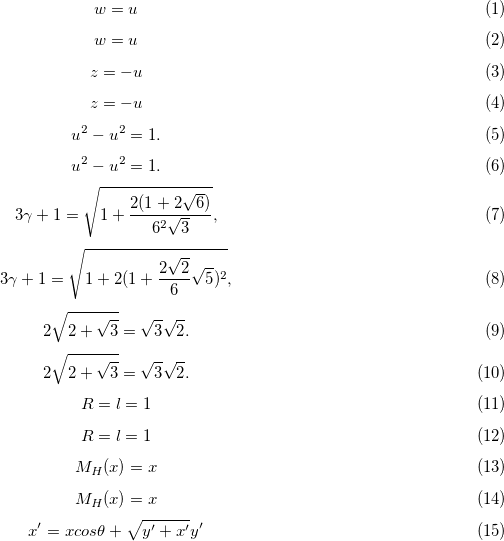 w = u (1)
w = u (2)
z = −u (3)
z = −u (4)
u² − u² = 1. (5)
u² − u² = 1. (6)
3γ + 1 = √(1 + 2(1 + 2√6)/(6²√3)), (7)
3γ + 1 = √(1 + 2(1 + (2√2/6)√5)²), (8)
2√(2 + √3) = √3√2. (9)
2√(2 + √3) = √3√2. (10)
R = l = 1 (11)
R = l = 1 (12)
M_H(x) = x (13)
M_H(x) = x (14)
x′ = xcosθ + √(y′ + x′)y′ (15)